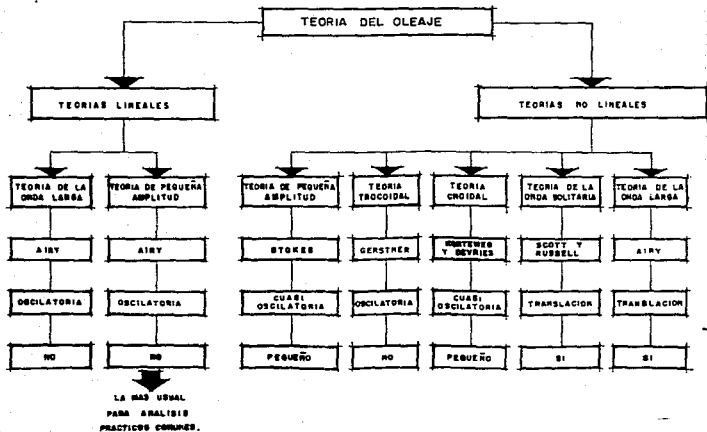 TEORIA DEL OLEAJE
TEORIAS LINEALES
TEORIAS NO LINEALES
TEORIA DE LA
ONDA LARGA
TEORIA DE PEQUEÑA
AMPLITUD
TEORIA DE PEQUEÑA
AMPLITUD
TEORIA
TROCOIDAL
TEORIA
CNOIDAL
TEORIA DE LA
ONDA SOLITARIA
TEORIA DE LA
ONDA LARGA
AIRY
AIRY
STOKES
GERSTNER
KORTEWEG
Y DEVRIES
SCOTT Y
RUSSELL
AIRY
OSCILATORIA
OSCILATORIA
CUASI
OSCILATORIA
OSCILATORIA
CUASI
OSCILATORIA
TRANSLACION
TRANSLACION
NO
NO
PEQUEÑO
NO
PEQUEÑO
SI
SI
LA MAS USUAL
PARA ANALISIS
PRACTICOS COMUNES.